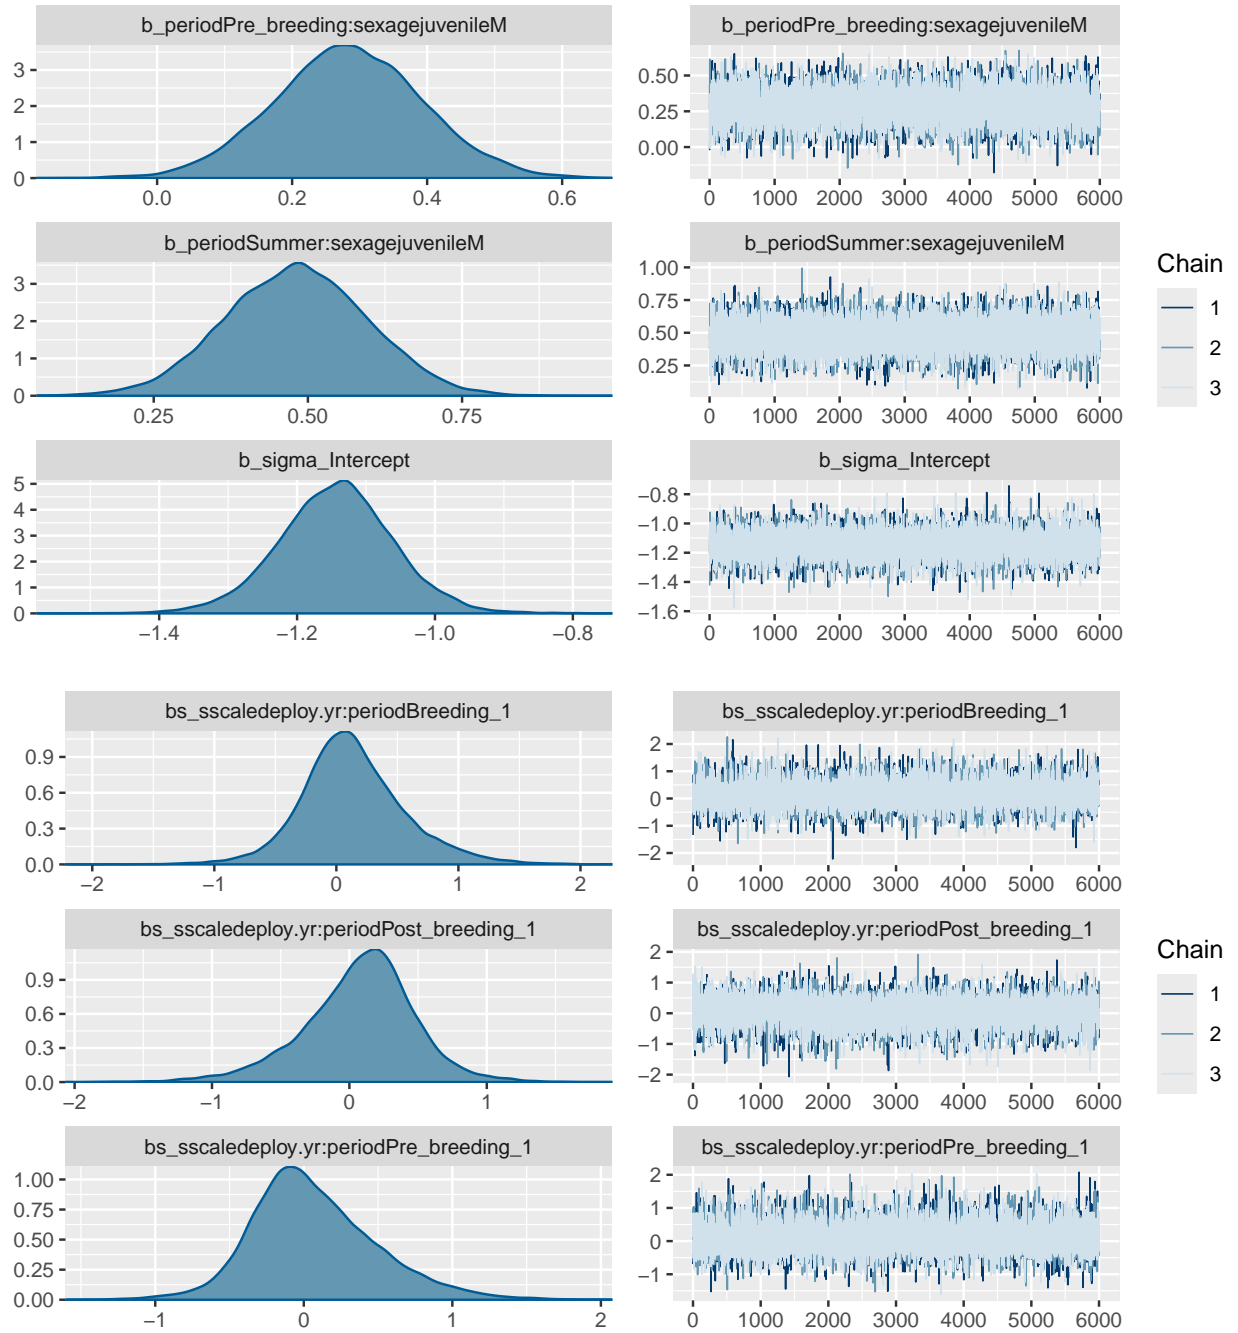 b_periodPre_breeding:sexagejuvenileM
3
2
1
0
0.0 0.2 0.4 0.6
b_periodPre_breeding:sexagejuvenileM
0.50
0.25
0.00
0 1000 2000 3000 4000 5000 6000
b_periodSummer:sexagejuvenileM
3
2
1
0
0.25 0.50 0.75
b_periodSummer:sexagejuvenileM
1.00
0.75
0.50
0.25
0 1000 2000 3000 4000 5000 6000
b_sigma_Intercept
5
4
3
2
1
0
−1.4 −1.2 −1.0 −0.8
b_sigma_Intercept
−0.8
−1.0
−1.2
−1.4
−1.6
0 1000 2000 3000 4000 5000 6000
Chain
1
2
3
bs_sscaledeploy.yr:periodBreeding_1
0.9
0.6
0.3
0.0
−2 −1 0 1 2
bs_sscaledeploy.yr:periodBreeding_1
2
1
0
−1
−2
0 1000 2000 3000 4000 5000 6000
bs_sscaledeploy.yr:periodPost_breeding_1
0.9
0.6
0.3
0.0
−2 −1 0 1
bs_sscaledeploy.yr:periodPost_breeding_1
2
1
0
−1
−2
0 1000 2000 3000 4000 5000 6000
bs_sscaledeploy.yr:periodPre_breeding_1
1.00
0.75
0.50
0.25
0.00
−1 0 1 2
bs_sscaledeploy.yr:periodPre_breeding_1
2
1
0
−1
0 1000 2000 3000 4000 5000 6000
Chain
1
2
3